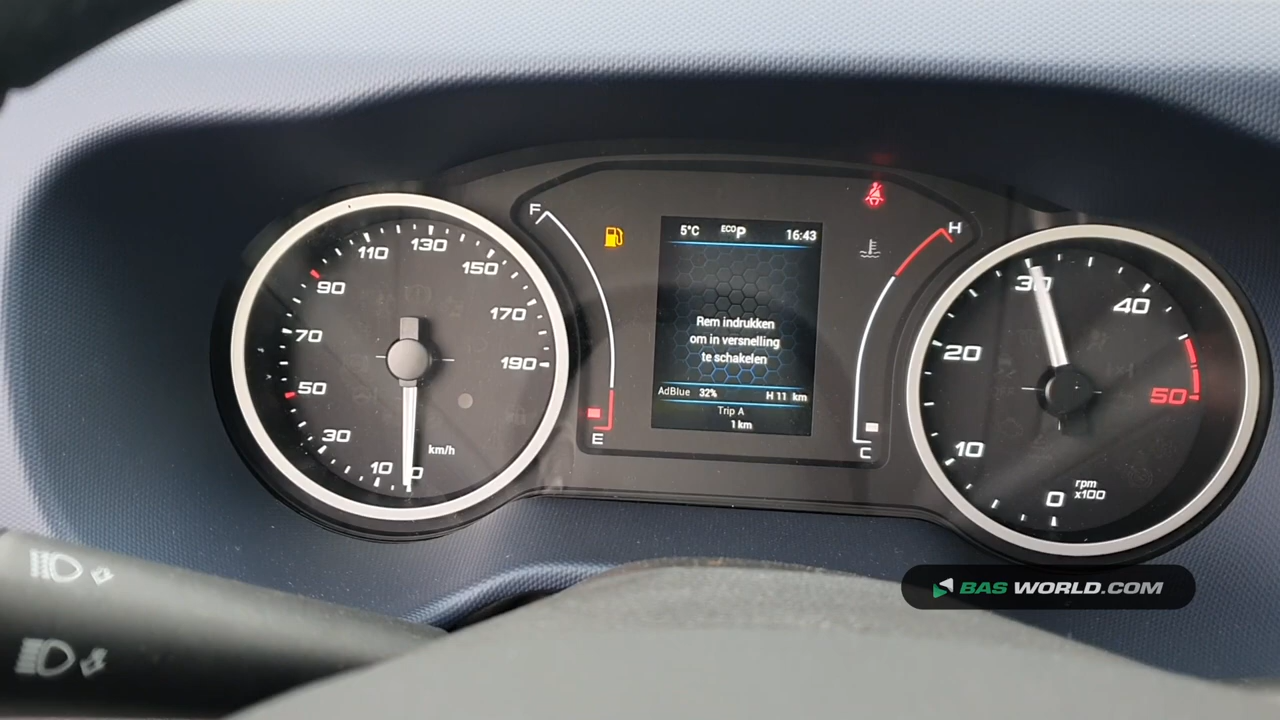 10
30
50
70
90
110
130
150
170
190
km/h
F
E
5°C ECO P 16:43
Rem indrukken
om in versnelling
te schakelen
AdBlue 32% H 11 km
Trip A
1 km
H
C
0
10
20
30
40
50
rpm
x100
BAS WORLD.COM